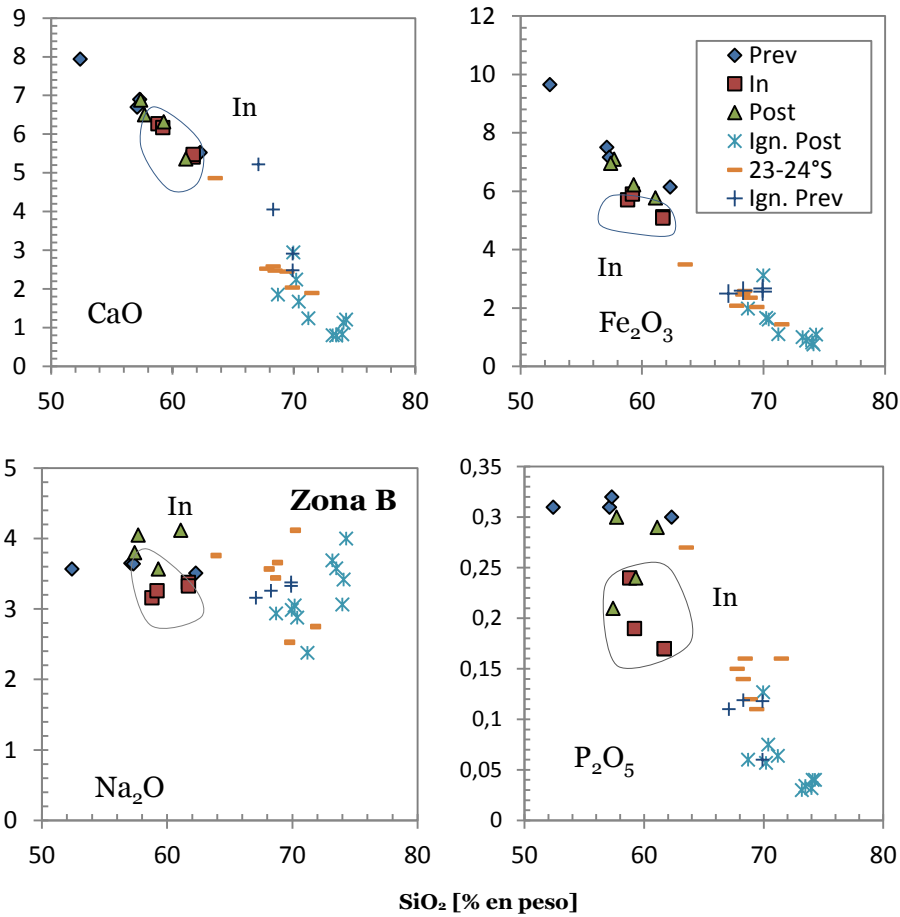 9
8
7
6
5
4
3
2
1
0
50 60 70 80
In
CaO
12
10
8
6
4
2
0
50 60 70 80
In
Fe₂O₃
Prev
In
Post
Ign. Post
23-24°S
Ign. Prev
5
4
3
2
1
0
50 60 70 80
In
Zona B
Na₂O
0,35
0,3
0,25
0,2
0,15
0,1
0,05
0
50 60 70 80
In
P₂O₅
SiO₂ [% en peso]